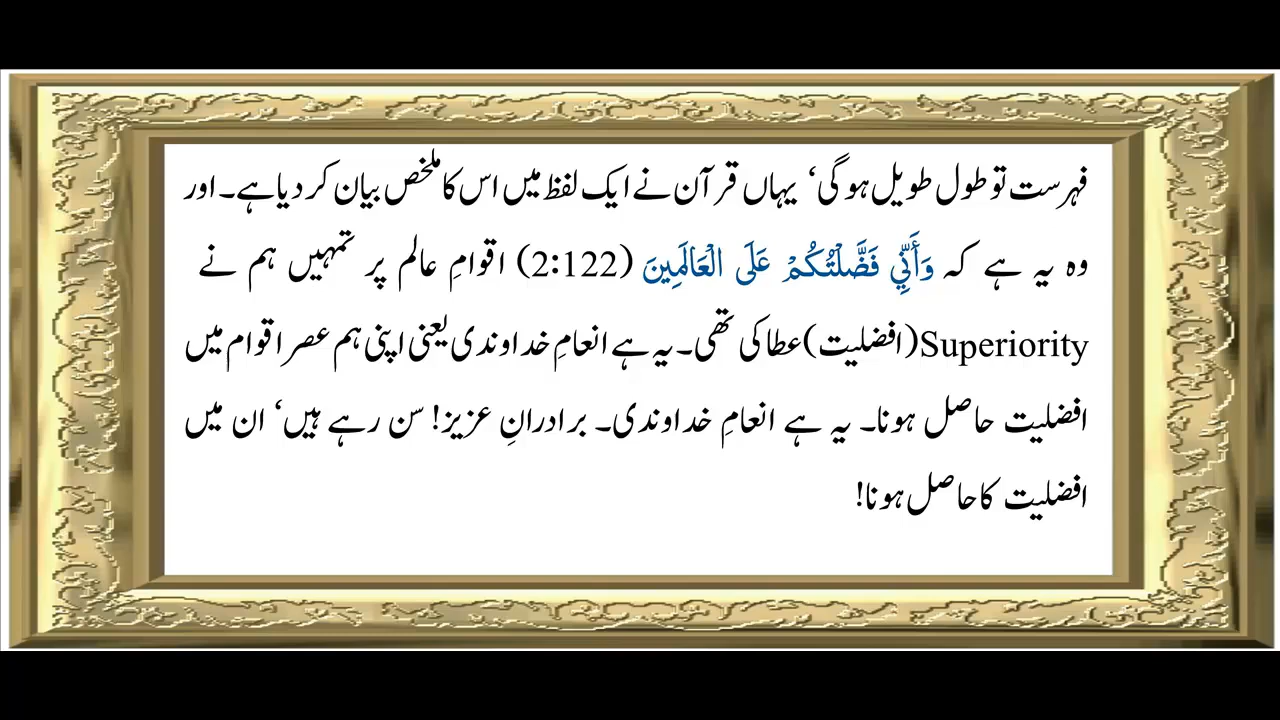 فہرست تو طول طویل ہوگی‘ یہاں قرآن نے ایک لفظ میں اس کا ملخص بیان کر دیا ہے۔ اور
وہ یہ ہے کہ وَأَنِّي فَضَّلْتُكُمْ عَلَى الْعَالَمِينَ (2:122) اقوامِ عالم پر تمہیں ہم نے
Superiority(افضلیت) عطا کی تھی۔ یہ ہے انعامِ خداوندی یعنی اپنی ہم عصر اقوام میں
افضلیت حاصل ہونا۔ یہ ہے انعامِ خداوندی۔ برادرانِ عزیز! سن رہے ہیں‘ ان میں
افضلیت کا حاصل ہونا!